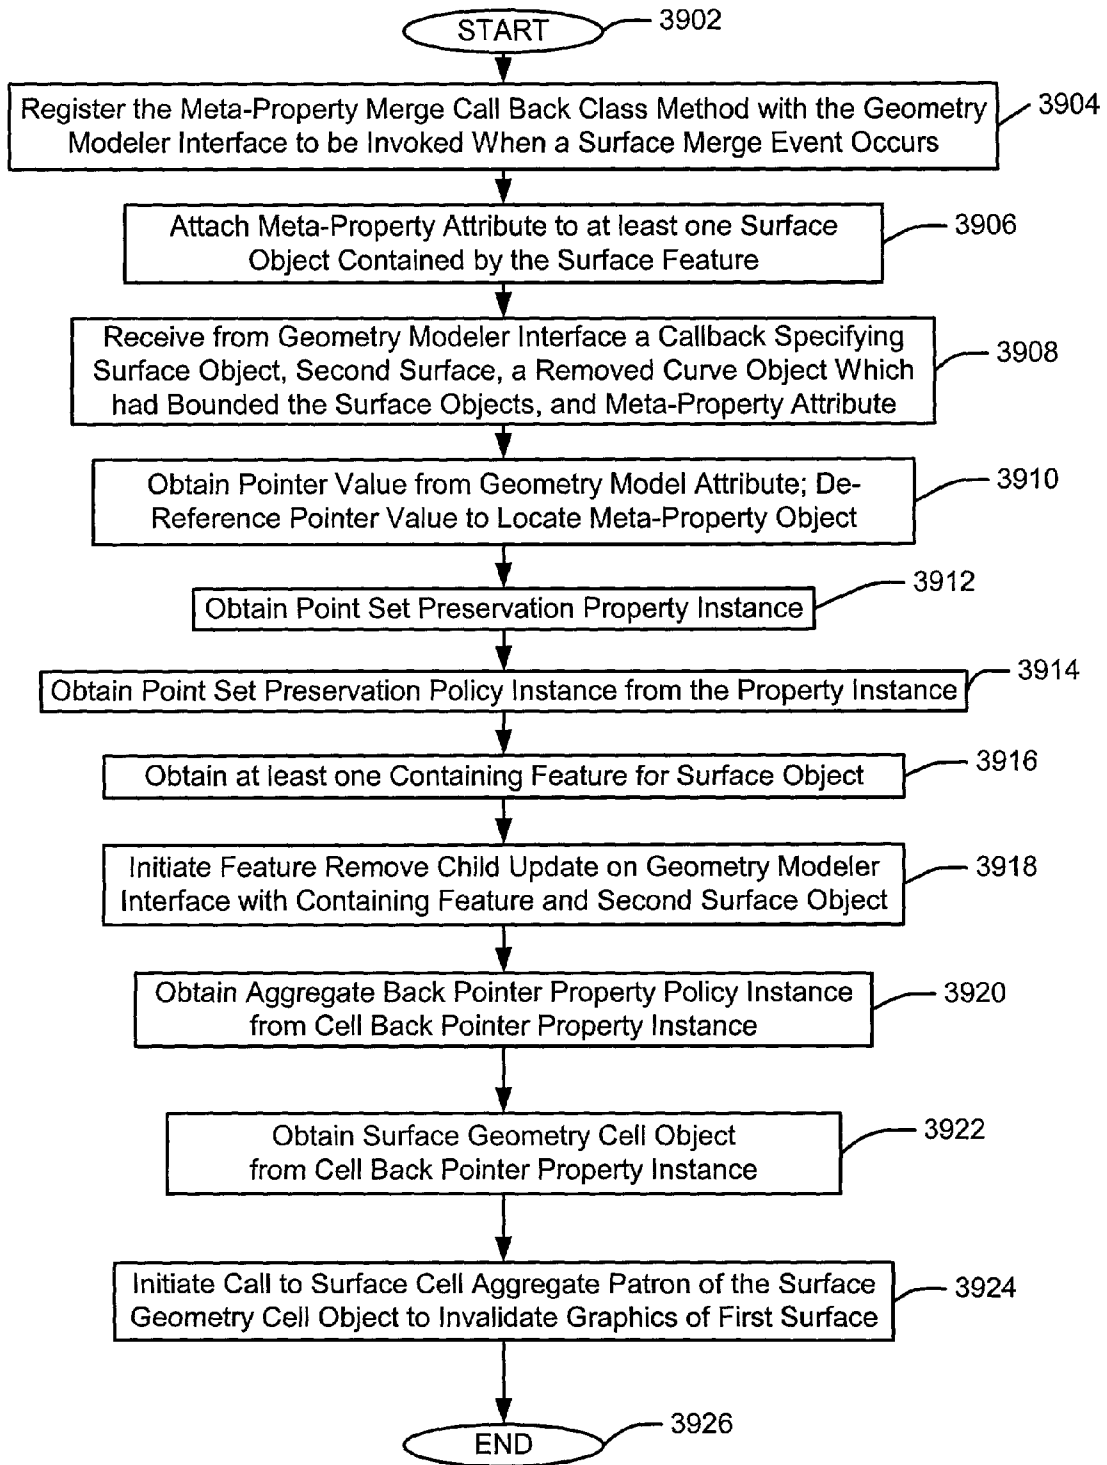 START
3902
Register the Meta-Property Merge Call Back Class Method with the Geometry
Modeler Interface to be Invoked When a Surface Merge Event Occurs
3904
Attach Meta-Property Attribute to at least one Surface
Object Contained by the Surface Feature
3906
Receive from Geometry Modeler Interface a Callback Specifying
Surface Object, Second Surface, a Removed Curve Object Which
had Bounded the Surface Objects, and Meta-Property Attribute
3908
Obtain Pointer Value from Geometry Model Attribute; De-
Reference Pointer Value to Locate Meta-Property Object
3910
Obtain Point Set Preservation Property Instance
3912
Obtain Point Set Preservation Policy Instance from the Property Instance
3914
Obtain at least one Containing Feature for Surface Object
3916
Initiate Feature Remove Child Update on Geometry Modeler
Interface with Containing Feature and Second Surface Object
3918
Obtain Aggregate Back Pointer Property Policy Instance
from Cell Back Pointer Property Instance
3920
Obtain Surface Geometry Cell Object
from Cell Back Pointer Property Instance
3922
Initiate Call to Surface Cell Aggregate Patron of the Surface
Geometry Cell Object to Invalidate Graphics of First Surface
3924
END
3926